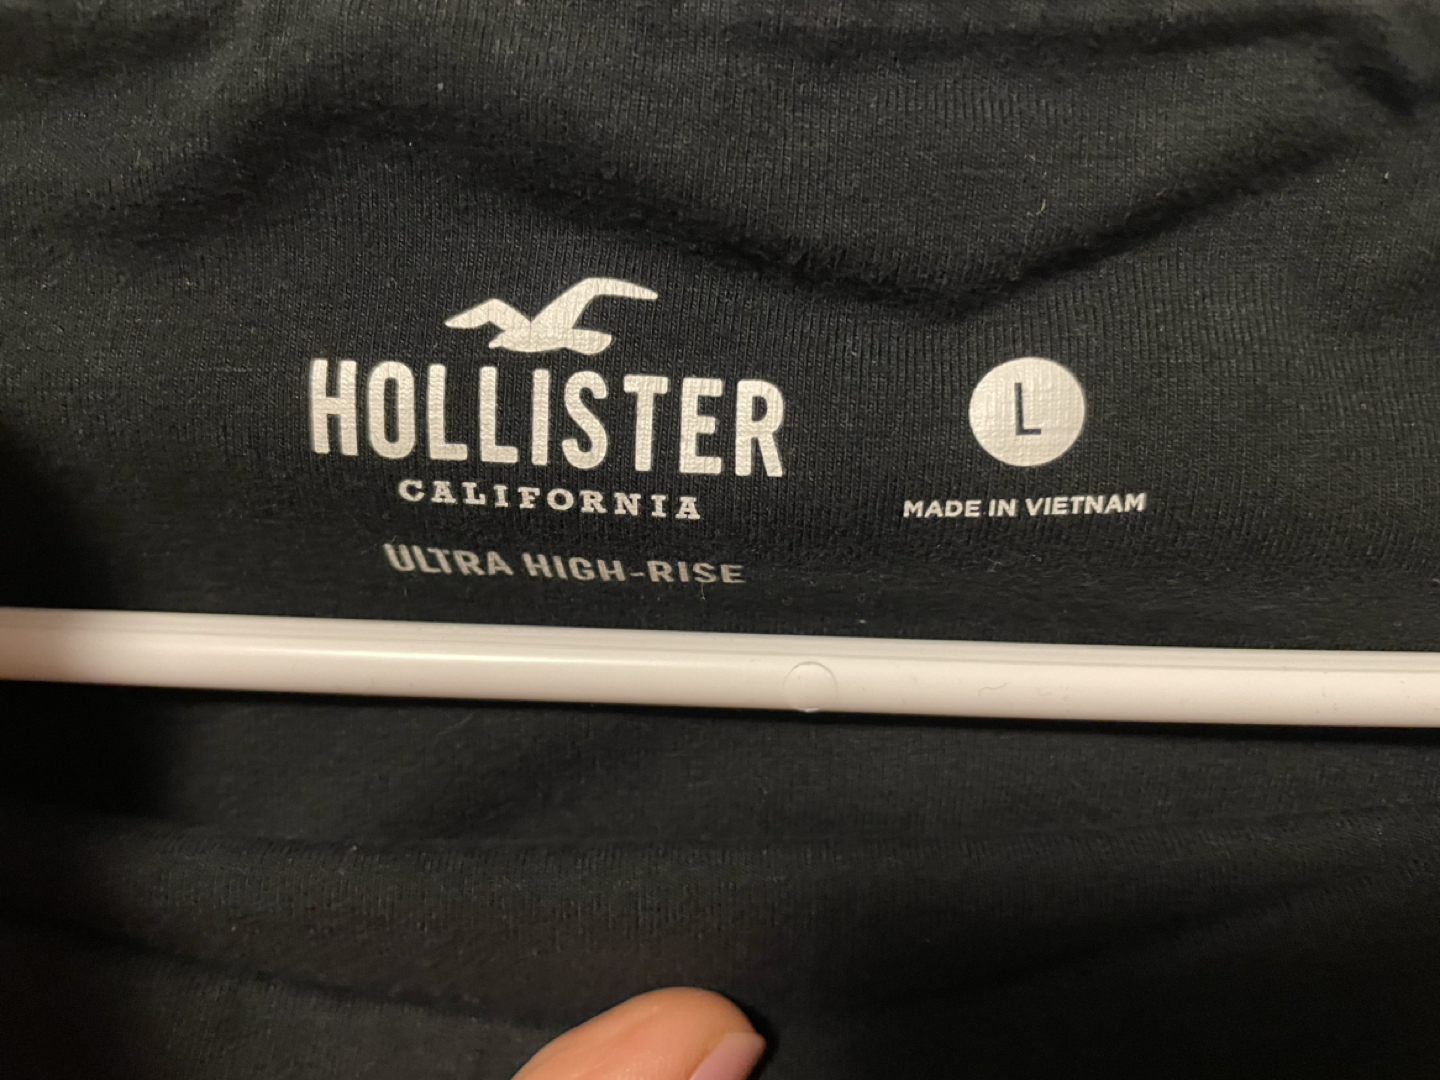 HOLLISTER
CALIFORNIA
ULTRA HIGH-RISE
L
MADE IN VIETNAM